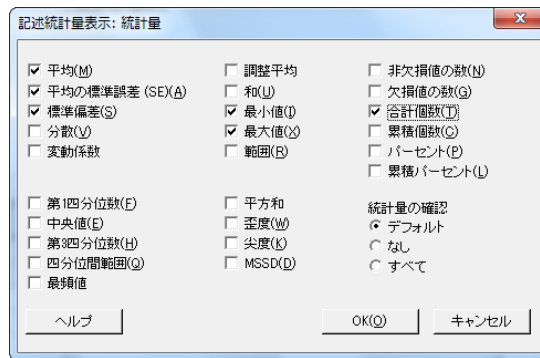 記述統計量表示: 統計量
平均(M)
平均の標準誤差 (SE)(A)
標準偏差(S)
分散(V)
変動係数
調整平均
和(U)
最小値(I)
最大値(X)
範囲(R)
非欠損値の数(N)
欠損値の数(G)
合計個数(T)
累積個数(C)
パーセント(P)
累積パーセント(L)
第1四分位数(F)
中央値(E)
第3四分位数(H)
四分位間範囲(Q)
最頻値
平方和
歪度(W)
尖度(K)
MSSD(D)
統計量の確認
デフォルト
なし
すべて
ヘルプ
OK(O)
キャンセル